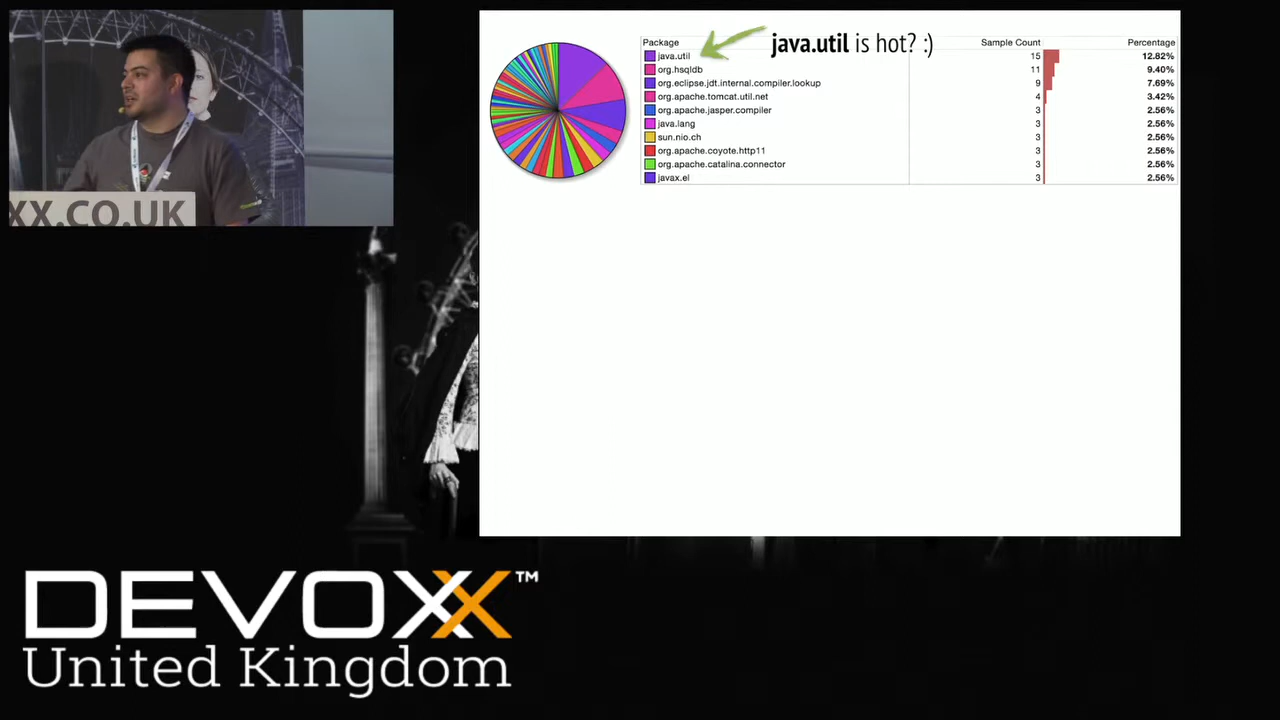 XX.CO.UK
java.util is hot? :)
Package Sample Count Percentage
java.util 15 12.82%
org.hsqldb 11 9.40%
org.eclipse.jdt.internal.compiler.lookup 9 7.69%
org.apache.tomcat.util.net 4 3.42%
org.apache.jasper.compiler 3 2.56%
java.lang 3 2.56%
sun.nio.ch 3 2.56%
org.apache.coyote.http11 3 2.56%
org.apache.catalina.connector 3 2.56%
javax.el 3 2.56%
DEVOXX™
United Kingdom